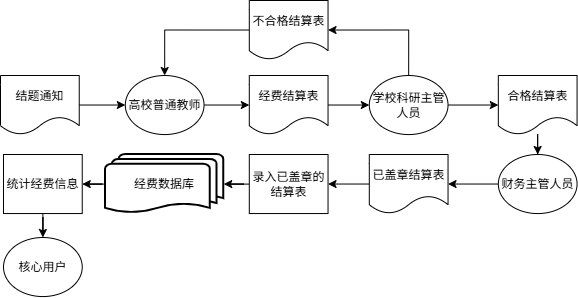 不合格结算表
结题通知
高校普通教师
经费结算表
学校科研主管
人员
合格结算表
统计经费信息
经费数据库
录入已盖章的
结算表
已盖章结算表
财务主管人员
核心用户